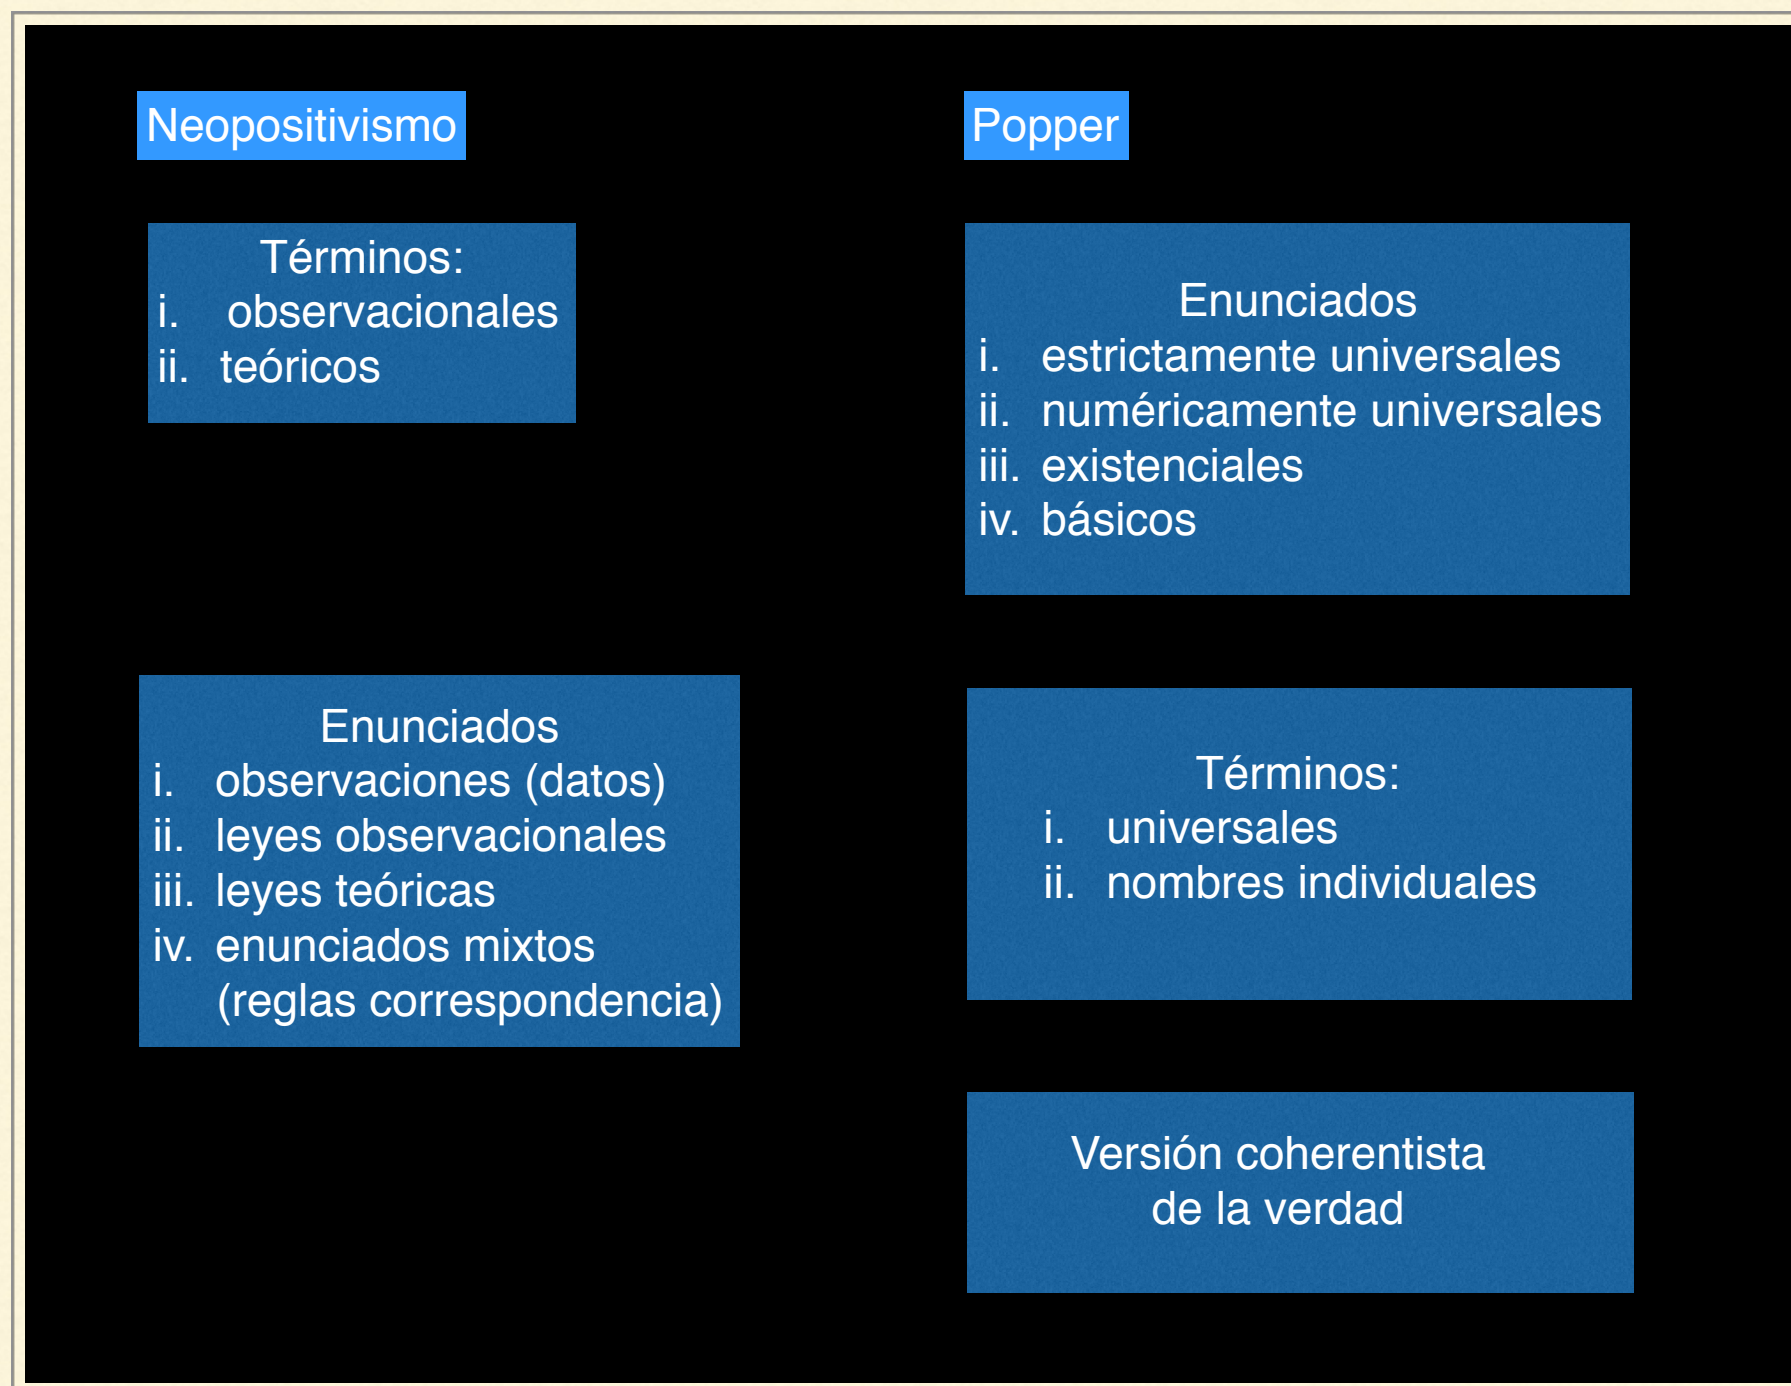 Neopositivismo
Términos:
i. observacionales
ii. teóricos
Enunciados
i. observaciones (datos)
ii. leyes observacionales
iii. leyes teóricas
iv. enunciados mixtos
(reglas correspondencia)
Popper
Enunciados
i. estrictamente universales
ii. numéricamente universales
iii. existenciales
iv. básicos
Términos:
i. universales
ii. nombres individuales
Versión coherentista
de la verdad